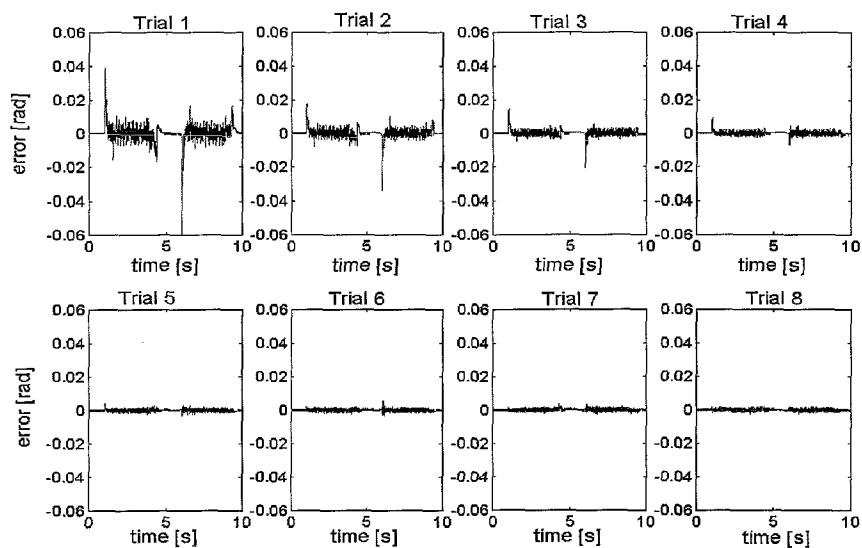 Trial 1
Trial 2
Trial 3
Trial 4
0.06 0.06 0.06 0.06
0.04 0.04 0.04 0.04
0.02 0.02 0.02 0.02
0 0 0 0
-0.02 -0.02 -0.02 -0.02
-0.04 -0.04 -0.04 -0.04
-0.06 -0.06 -0.06 -0.06
error [rad]
0 5 10 0 5 10 0 5 10 0 5 10
time [s] time [s] time [s] time [s]
Trial 5
Trial 6
Trial 7
Trial 8
0.06 0.06 0.06 0.06
0.04 0.04 0.04 0.04
0.02 0.02 0.02 0.02
0 0 0 0
-0.02 -0.02 -0.02 -0.02
-0.04 -0.04 -0.04 -0.04
-0.06 -0.06 -0.06 -0.06
error [rad]
0 5 10 0 5 10 0 5 10 0 5 10
time [s] time [s] time [s] time [s]